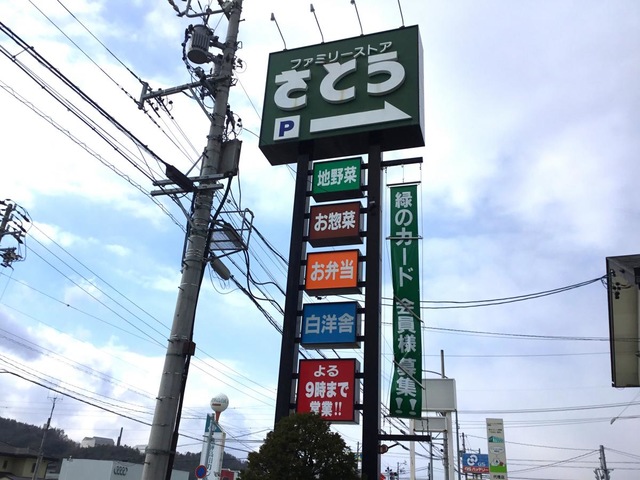 ファミリーストア
さとう
P
地野菜
お惣菜
お弁当
白洋舎
よる
9時まで
営業!!
緑のカード 会員様 募集!!